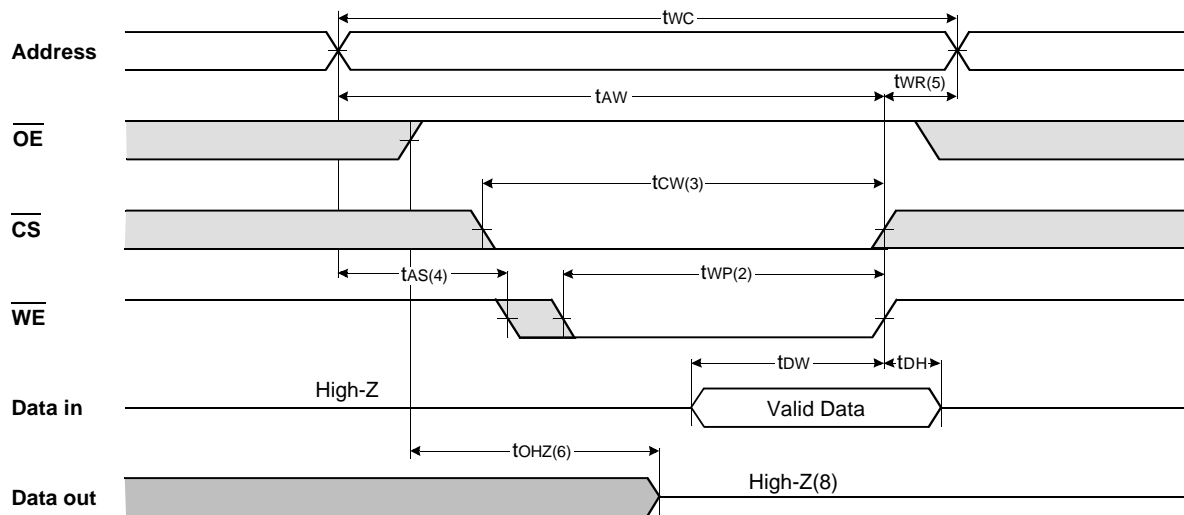 tWC
Address
tAW
tWR(5)
OE
tCW(3)
CS
tAS(4)
tWP(2)
WE
tDW
tDH
High-Z
Data in
Valid Data
tOHZ(6)
High-Z(8)
Data out